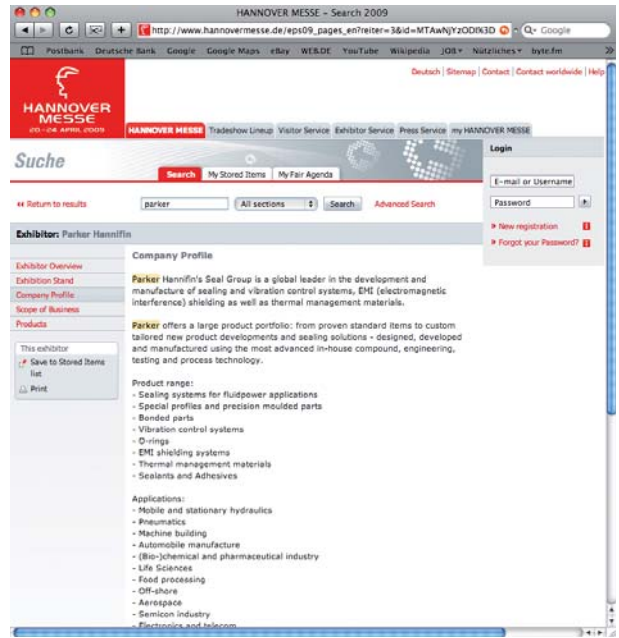 HANNOVER MESSE – Search 2009
http://www.hannovermesse.de/eps09_pages_en?reiter=3&id=MTAwNjYzODfK3D
Google
Postbank Deutsche Bank Google Google Maps eBay WEB.DE YouTube Wikipedia JOB Nützliches byte.fm
Deutsch | Sitemap | Contact | Contact worldwide | Help
HANNOVER
MESSE
20.–24. APRIL 2009
HANNOVER MESSE Tradeshow Lineup Visitor Service Exhibitor Service Press Service my HANNOVER MESSE
Suche
Search My Stored Items My Fair Agenda
Login
E-mail or Username
Password
» New registration
» Forgot your Password?
« Return to results
parker All sections Search Advanced Search
Exhibitor: Parker Hannifin
Exhibitor Overview
Exhibition Stand
Company Profile
Scope of Business
Products
This exhibitor
Save to Stored Items
list
Print
Company Profile
Parker Hannifin's Seal Group is a global leader in the development and
manufacture of sealing and vibration control systems, EMI (electromagnetic
interference) shielding as well as thermal management materials.
Parker offers a large product portfolio: from proven standard items to custom
tailored new product developments and sealing solutions - designed, developed
and manufactured using the most advanced in-house compound, engineering,
testing and process technology.
Product range:
- Sealing systems for fluidpower applications
- Special profiles and precision moulded parts
- Bonded parts
- Vibration control systems
- O-rings
- EMI shielding systems
- Thermal management materials
- Sealants and Adhesives
Applications:
- Mobile and stationary hydraulics
- Pneumatics
- Machine building
- Automobile manufacture
- (Bio-)chemical and pharmaceutical industry
- Life Sciences
- Food processing
- Off-shore
- Aerospace
- Semicon industry
- Electronics and telecom